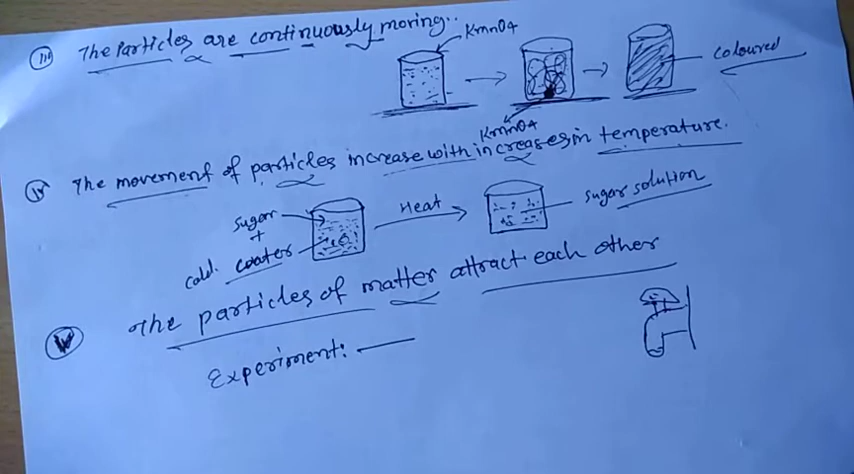 (iii) The Particles are continuously moving..
KmnO4
coloured
KmnO4
(iv) The movement of particles increase with increases in temperature.
Sugar
+
cold. water
Heat
sugar solution
(v) The particles of matter attract each other
Experiment: —